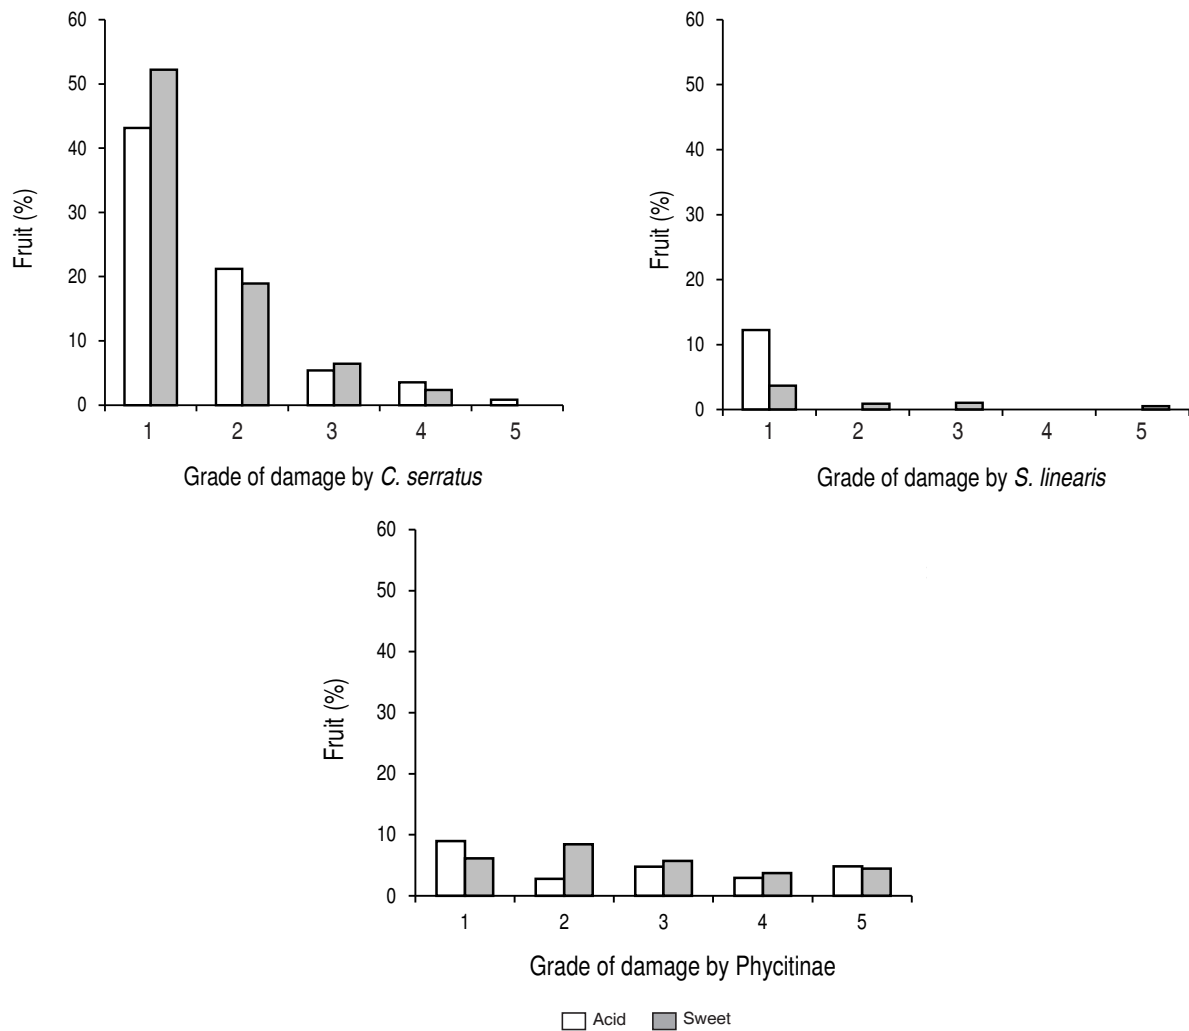 60
50
40
30
20
10
0
Fruit (%)
1 2 3 4 5
Grade of damage by C. serratus
60
50
40
30
20
10
0
Fruit (%)
1 2 3 4 5
Grade of damage by S. linearis
60
50
40
30
20
10
0
Fruit (%)
1 2 3 4 5
Grade of damage by Phycitinae
Acid Sweet